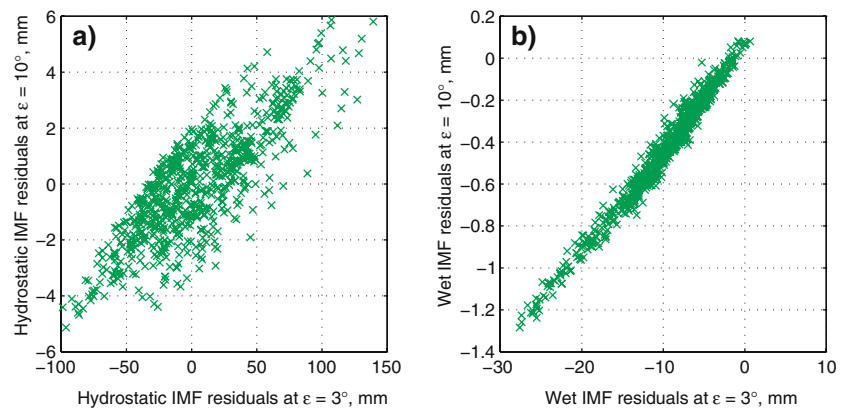 a)
Hydrostatic IMF residuals at ε = 10°, mm
6
4
2
0
−2
−4
−6
−100 −50 0 50 100 150
Hydrostatic IMF residuals at ε = 3°, mm
b)
Wet IMF residuals at ε = 10°, mm
0.2
0
−0.2
−0.4
−0.6
−0.8
−1
−1.2
−1.4
−30 −20 −10 0 10
Wet IMF residuals at ε = 3°, mm